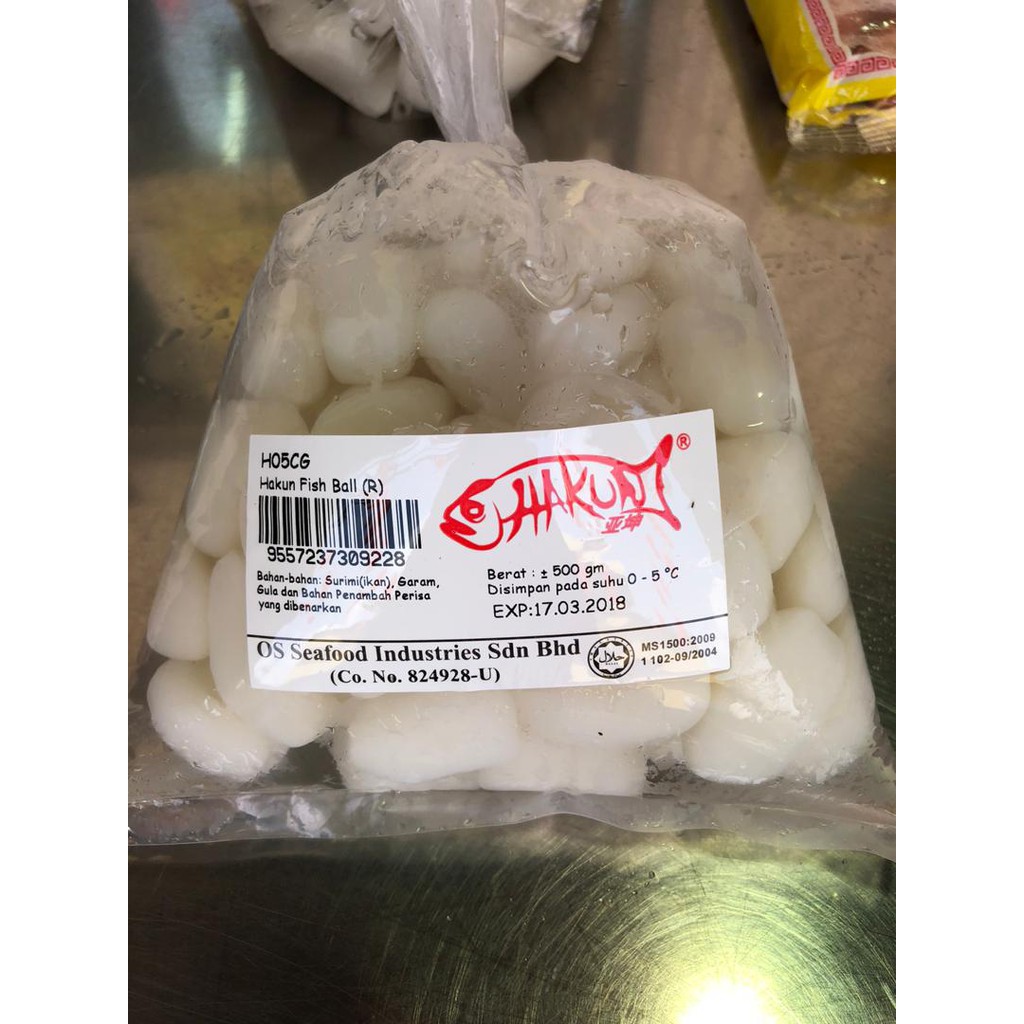 H05CG
Hakun Fish Ball (R)
9557237309228
Bahan-bahan: Surimi(ikan), Garam,
Gula dan Bahan Penambah Perisa
yang dibenarkan
HAKUN®
亚坤
Berat : ± 500 gm
Disimpan pada suhu 0 - 5 °C
EXP:17.03.2018
OS Seafood Industries Sdn Bhd
(Co. No. 824928-U)
حلال
MS1500:2009
1 102-09/2004